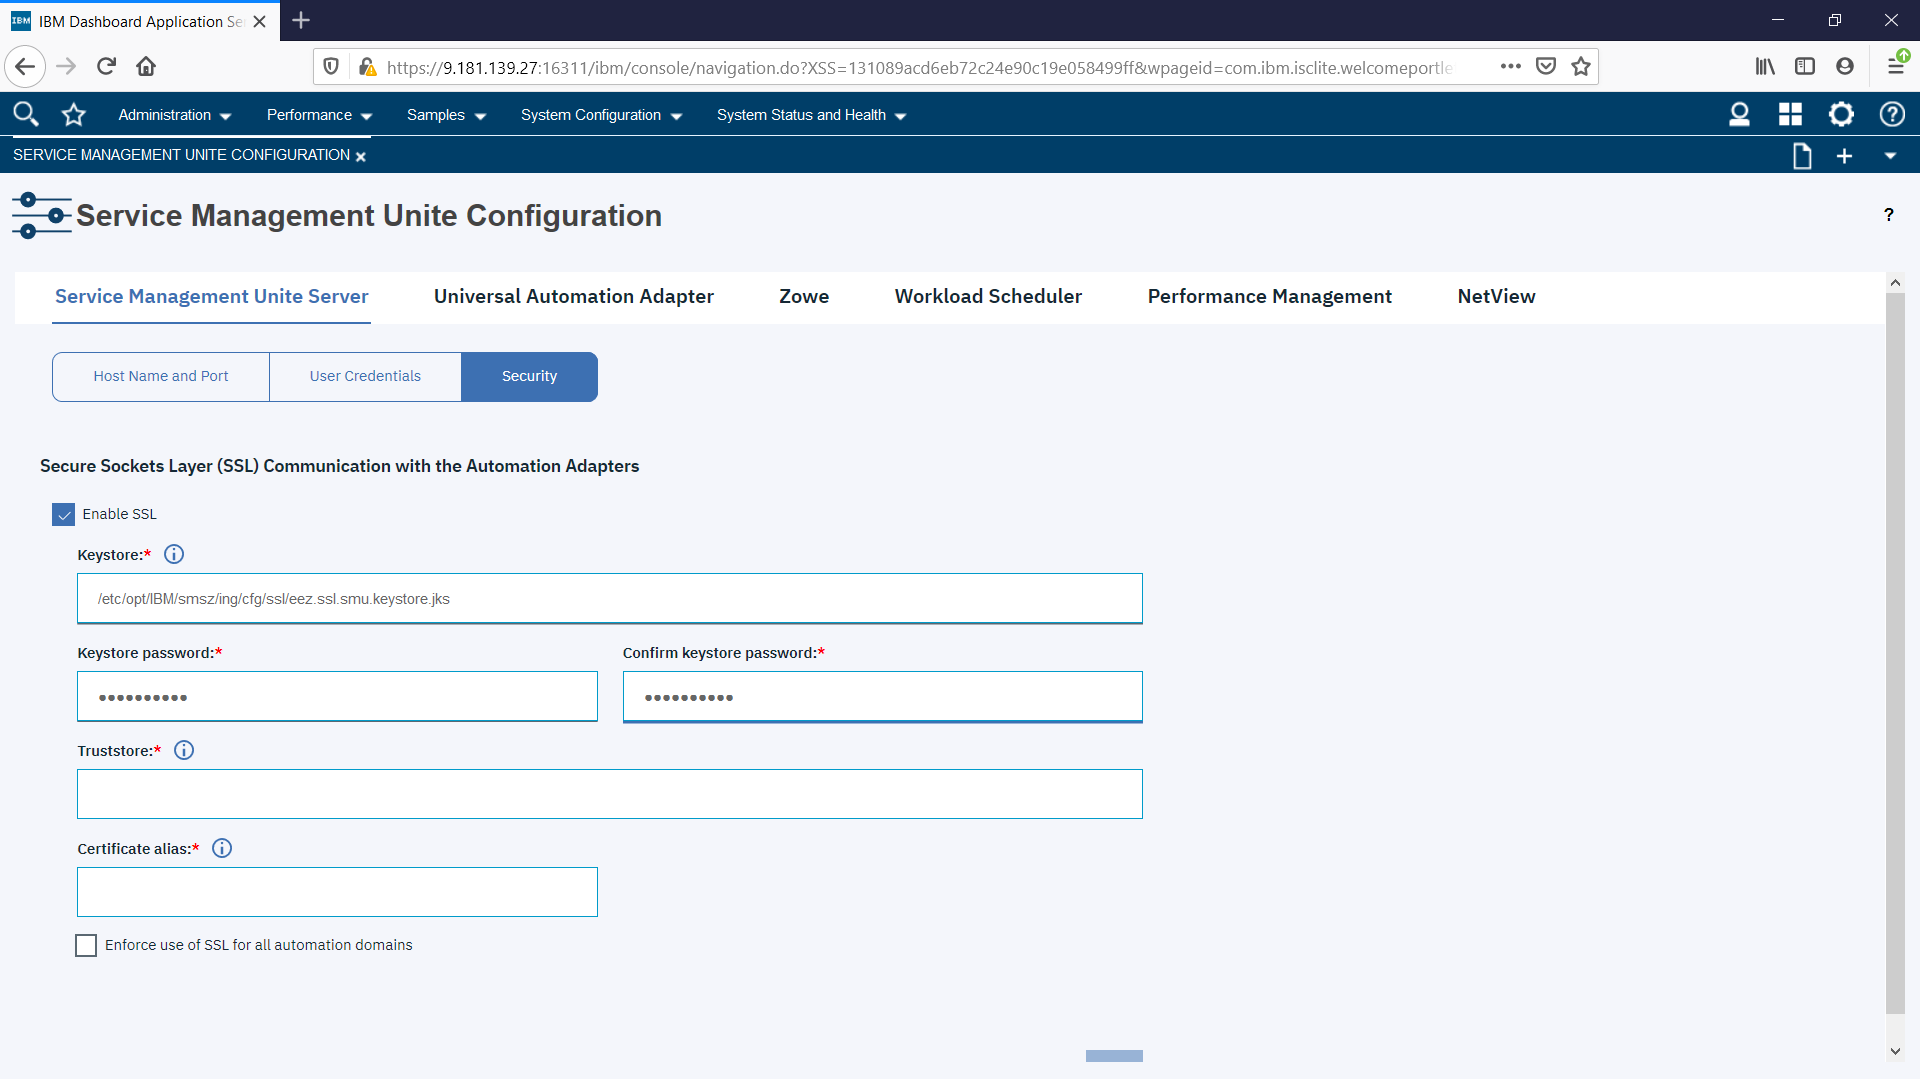 IBM IBM Dashboard Application Se
https://9.181.139.27:16311/ibm/console/navigation.do?XSS=131089acd6eb72c24e90c19e058499ff&wpageid=com.ibm.isclite.welcomeportle
Administration Performance Samples System Configuration System Status and Health
SERVICE MANAGEMENT UNITE CONFIGURATION
Service Management Unite Configuration ?
Service Management Unite Server Universal Automation Adapter Zowe Workload Scheduler Performance Management NetView
Host Name and Port User Credentials Security
Secure Sockets Layer (SSL) Communication with the Automation Adapters
Enable SSL
Keystore:*
/etc/opt/IBM/smsz/ing/cfg/ssl/eez.ssl.smu.keystore.jks
Keystore password:* Confirm keystore password:*
•••••••••• ••••••••••
Truststore:*
Certificate alias:*
Enforce use of SSL for all automation domains